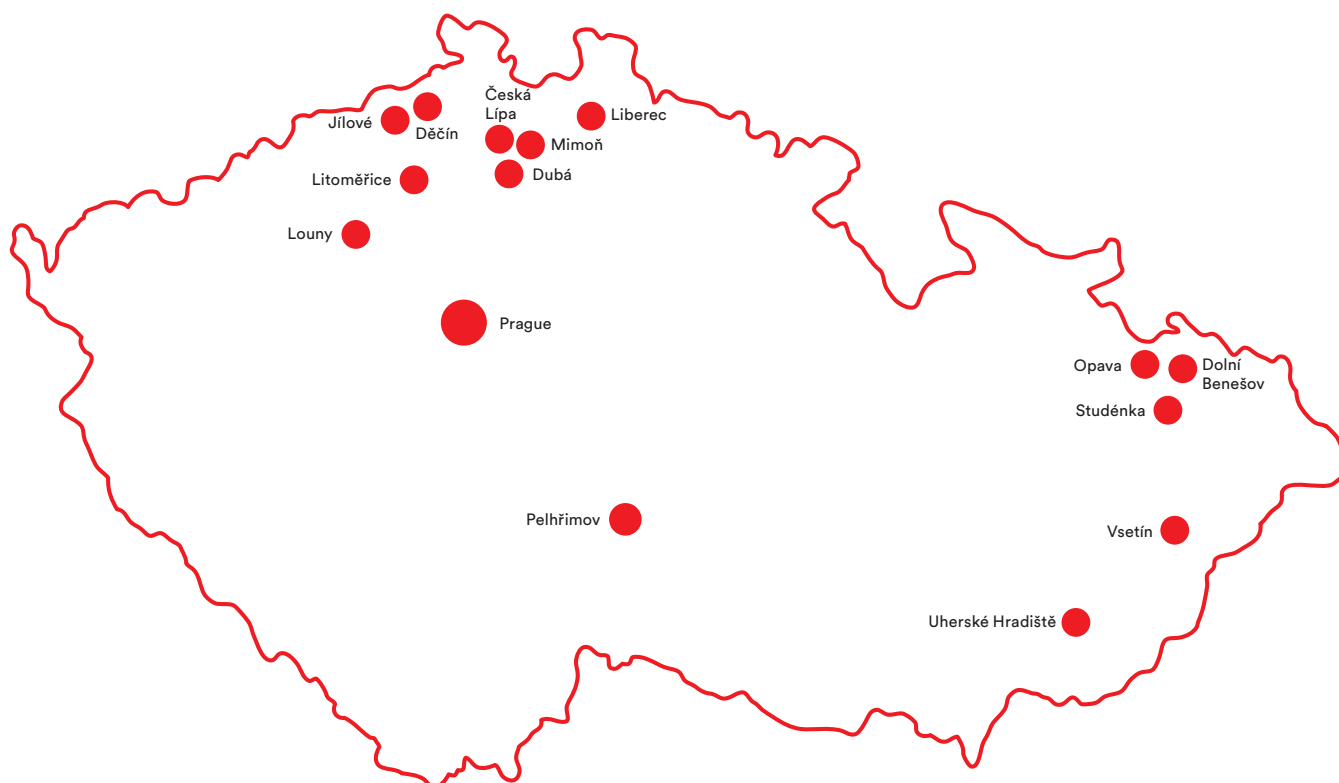 Česká
Lípa
Jílové
Děčín
Liberec
Mimoň
Dubá
Litoměřice
Louny
Prague
Opava
Dolní
Benešov
Studénka
Pelhřimov
Vsetín
Uherské Hradiště